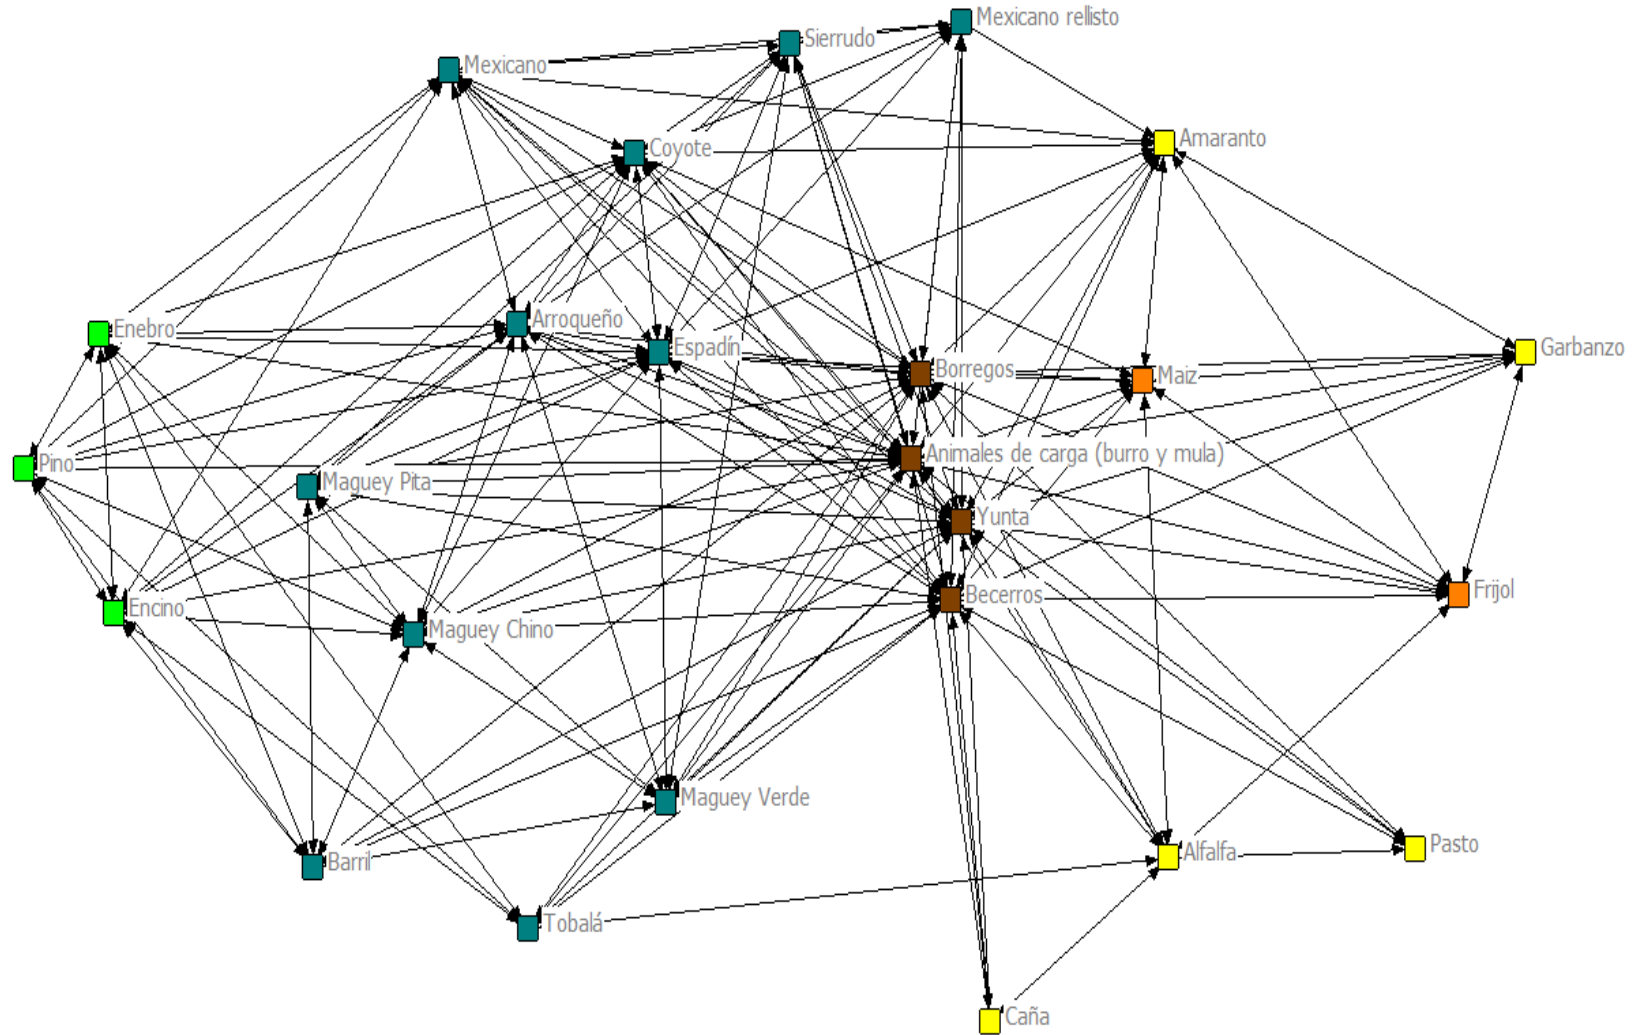 Mexicano rellisto
Sierrudo
Mexicano
Amaranto
Coyote
Enebro
Arroqueño
Espadín
Garbanzo
Borregos
Maiz
Animales de carga (burro y mula)
Pino
Maguey Pita
Yunta
Frijol
Becerros
Encino
Maguey Chino
Maguey Verde
Pasto
Alfalfa
Barril
Tobalá
Caña